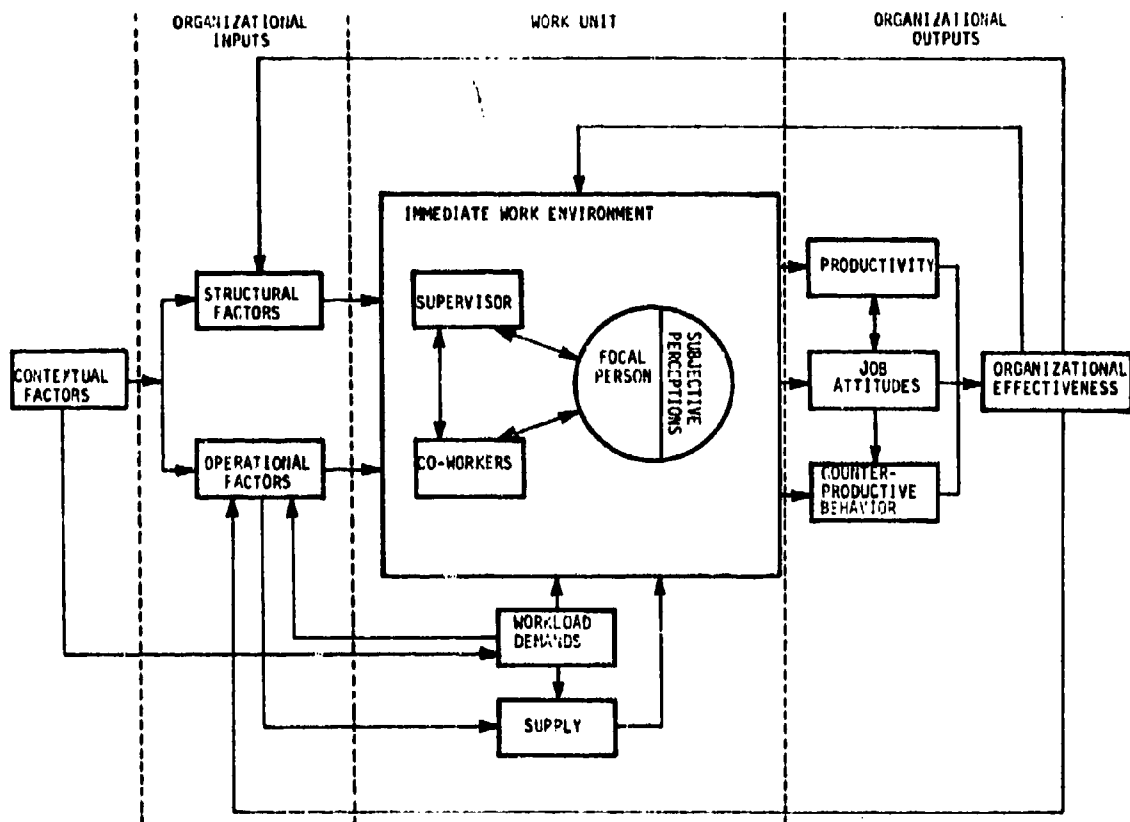 ORGANIZATIONAL
INPUTS
WORK UNIT
ORGANIZATIONAL
OUTPUTS
IMMEDIATE WORK ENVIRONMENT
STRUCTURAL
FACTORS
SUPERVISOR
FOCAL
PERSON
SUBJECTIVE
PERCEPTIONS
PRODUCTIVITY
CONTEXTUAL
FACTORS
JOB
ATTITUDES
ORGANIZATIONAL
EFFECTIVENESS
OPERATIONAL
FACTORS
CO-WORKERS
COUNTER-
PRODUCTIVE
BEHAVIOR
WORKLOAD
DEMANDS
SUPPLY